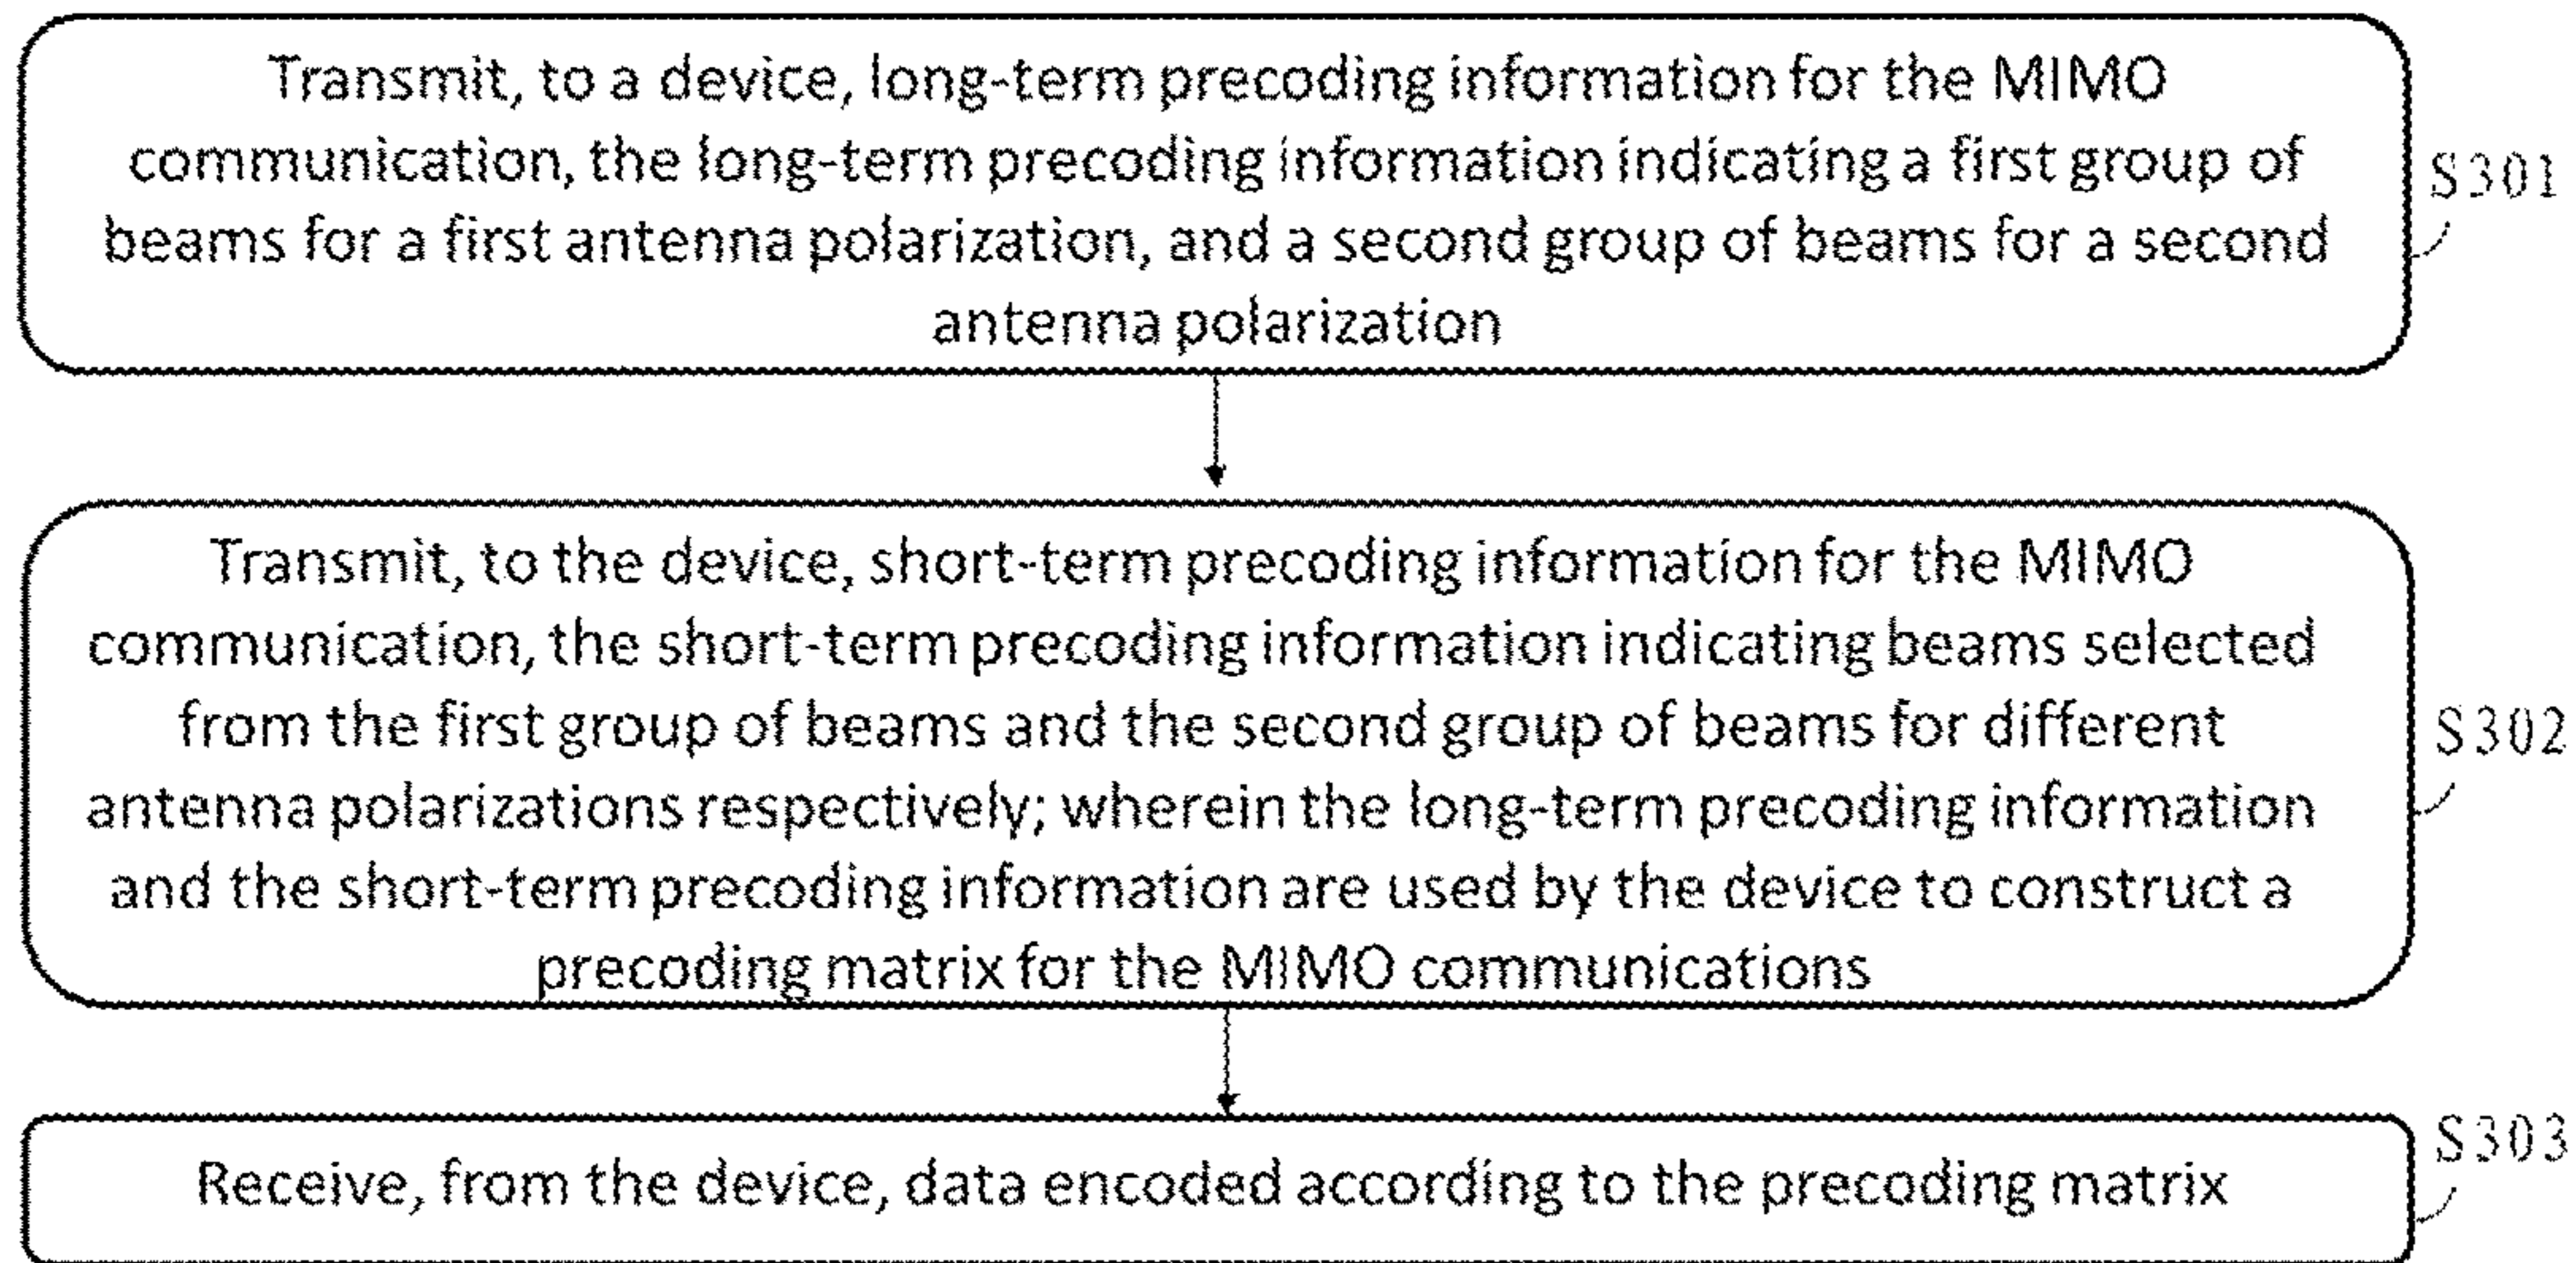 Transmit, to a device, long-term precoding information for the MIMO
communication, the long-term precoding information indicating a first group of
beams for a first antenna polarization, and a second group of beams for a second
antenna polarization
S301
Transmit, to the device, short-term precoding information for the MIMO
communication, the short-term precoding information indicating beams selected
from the first group of beams and the second group of beams for different
antenna polarizations respectively; wherein the long-term precoding information
and the short-term precoding information are used by the device to construct a
precoding matrix for the MIMO communications
S302
Receive, from the device, data encoded according to the precoding matrix
S303